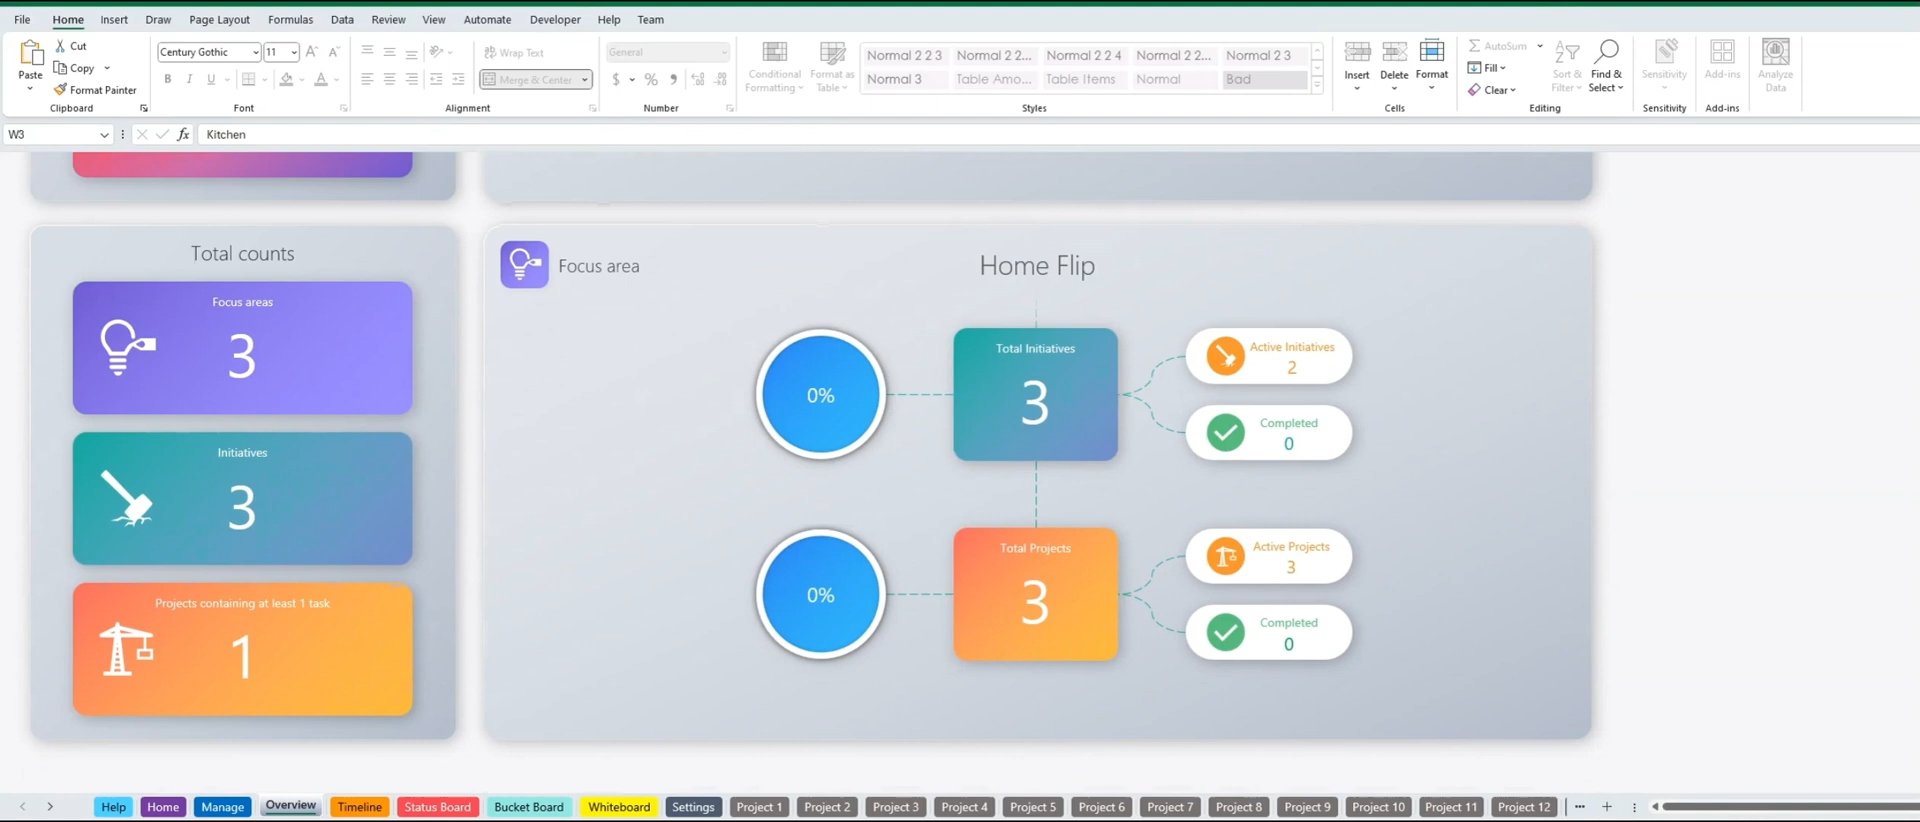 File Home Insert Draw Page Layout Formulas Data Review View Automate Developer Help Team
Paste
Cut
Copy
Format Painter
Clipboard
Century Gothic 11 A A
B I U A
Font
Wrap Text
Merge & Center
Alignment
General
$ % 9
Number
Conditional Formatting
Format as Table
Normal 2 2 3 Normal 2 2... Normal 2 2 4 Normal 2 2... Normal 2 3
Normal 3 Table Amo... Table Items Normal Bad
Styles
Insert Delete Format
Cells
AutoSum
Fill
Clear
Sort & Filter
Find & Select
Editing
Sensitivity
Sensitivity
Add-ins
Add-ins
Analyze Data
W3 fx Kitchen
Total counts
Focus areas
3
Initiatives
3
Projects containing at least 1 task
1
Focus area
Home Flip
0%
Total Initiatives
3
Active Initiatives
2
Completed
0
0%
Total Projects
3
Active Projects
3
Completed
0
Help Home Manage Overview Timeline Status Board Bucket Board Whiteboard Settings Project 1 Project 2 Project 3 Project 4 Project 5 Project 6 Project 7 Project 8 Project 9 Project 10 Project 11 Project 12 ...